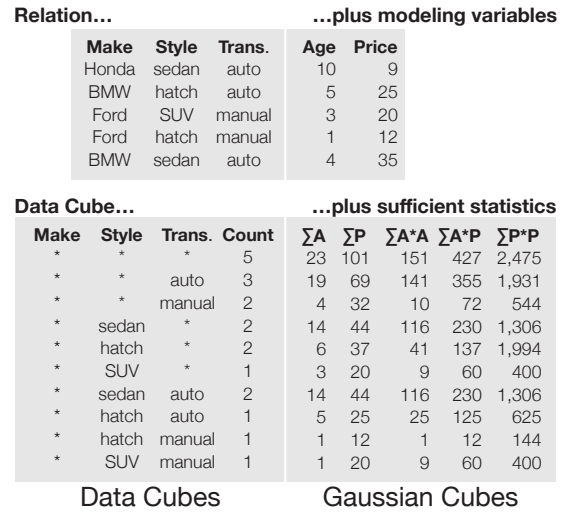 Relation… …plus modeling variables
Make Style Trans. Age Price
Honda sedan auto 10 9
BMW hatch auto 5 25
Ford SUV manual 3 20
Ford hatch manual 1 12
BMW sedan auto 4 35
Data Cube… …plus sufficient statistics
Make Style Trans. Count ∑A ∑P ∑A*A ∑A*P ∑P*P
* * * 5 23 101 151 427 2,475
* * auto 3 19 69 141 355 1,931
* * manual 2 4 32 10 72 544
* sedan * 2 14 44 116 230 1,306
* hatch * 2 6 37 41 137 1,994
* SUV * 1 3 20 9 60 400
* sedan auto 2 14 44 116 230 1,306
* hatch auto 1 5 25 25 125 625
* hatch manual 1 1 12 1 12 144
* SUV manual 1 1 20 9 60 400
Data Cubes Gaussian Cubes